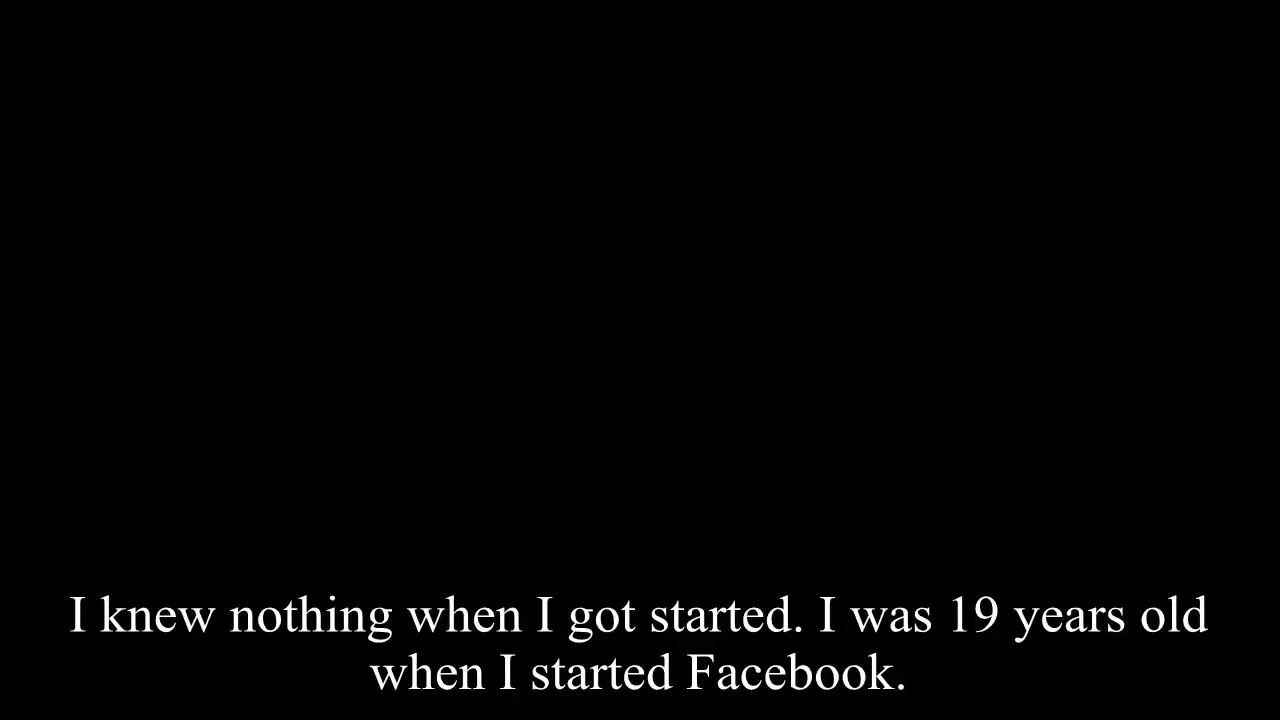 I knew nothing when I got started. I was 19 years old
when I started Facebook.